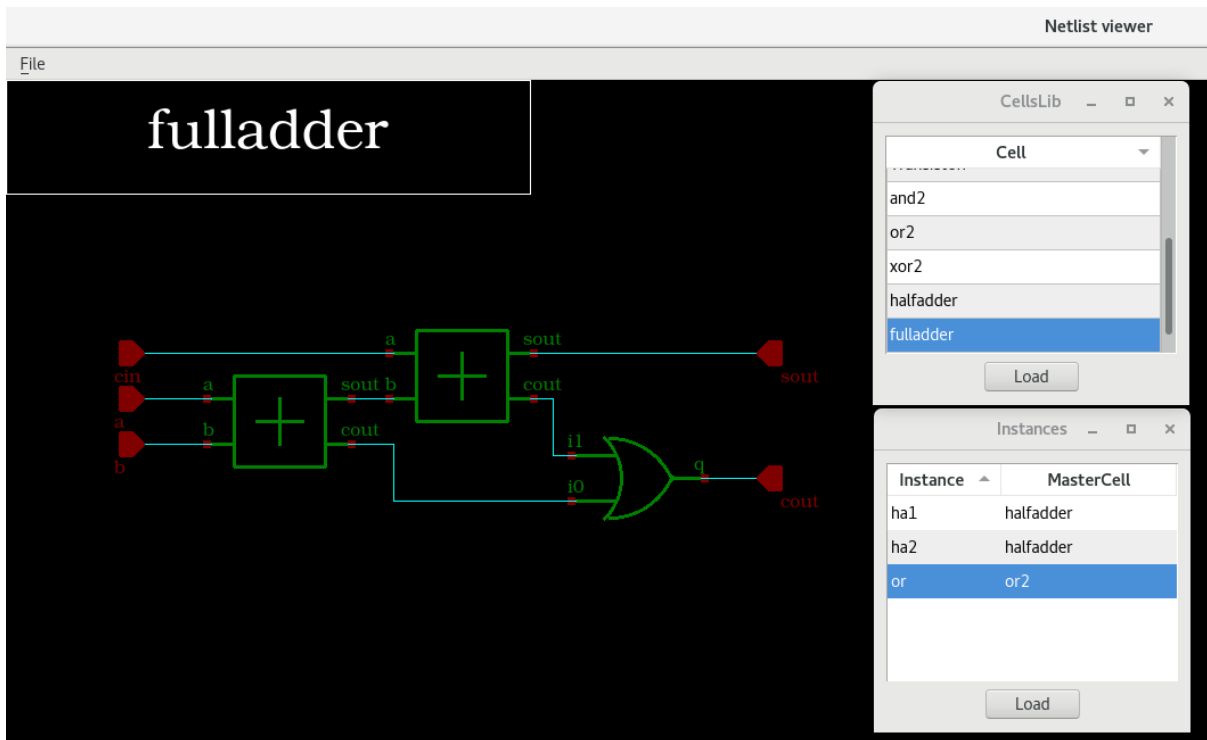 Netlist viewer
File
fulladder
CellsLib
Cell
and2
or2
xor2
halfadder
fulladder
Load
a
sout
cin
sout
a
sout
b
cout
a
b
cout
b
i1
q
i0
cout
Instances
Instance
MasterCell
ha1
halfadder
ha2
halfadder
or
or2
Load